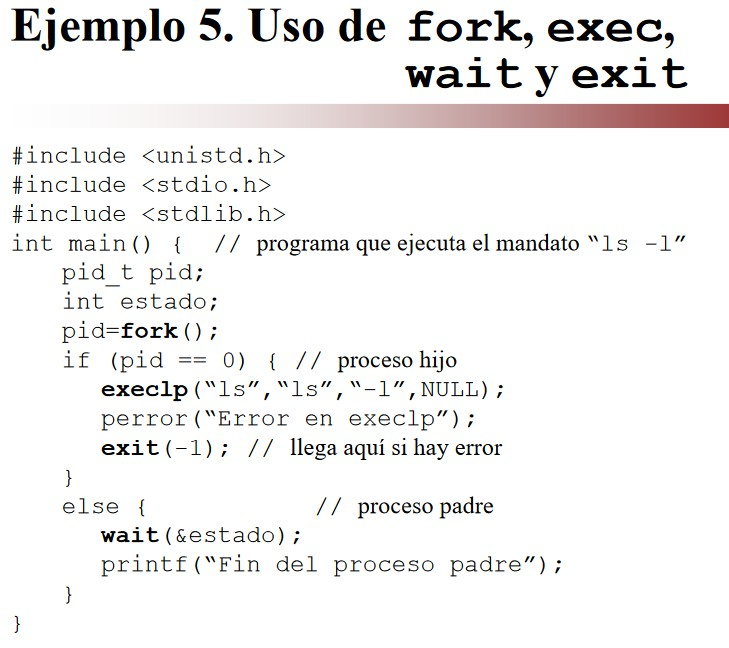 Ejemplo 5. Uso de fork, exec,
wait y exit
#include <unistd.h>
#include <stdio.h>
#include <stdlib.h>
int main() { // programa que ejecuta el mandato “ls -l”
pid_t pid;
int estado;
pid=fork();
if (pid == 0) { // proceso hijo
execlp(“ls”,“ls”,“-l”,NULL);
perror(“Error en execlp”);
exit(-1); // llega aquí si hay error
}
else { // proceso padre
wait(&estado);
printf(“Fin del proceso padre”);
}
}